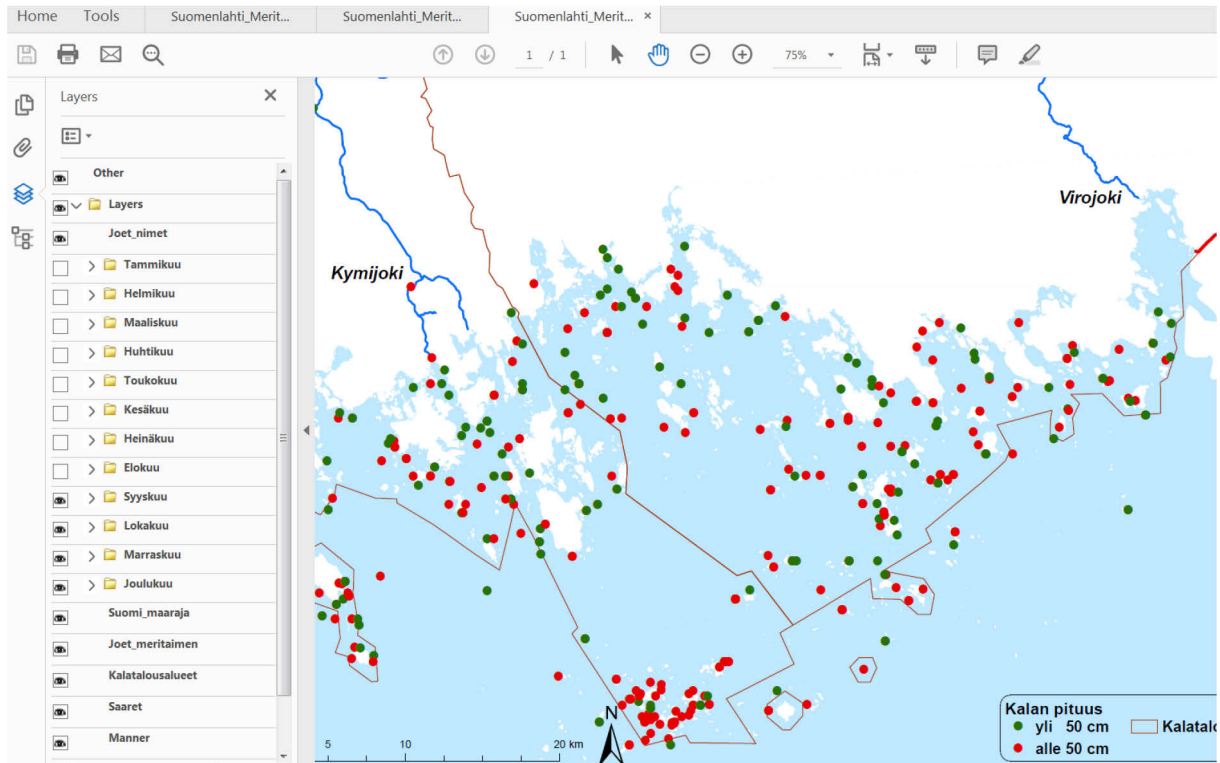 Home Tools Suomenlahti_Merit... Suomenlahti_Merit... Suomenlahti_Merit... ×
1 / 1 75%
Layers
Other
Layers
Joet_nimet
Tammikuu
Helmikuu
Maaliskuu
Huhtikuu
Toukokuu
Kesäkuu
Heinäkuu
Elokuu
Syyskuu
Lokakuu
Marraskuu
Joulukuu
Suomi_maaraja
Joet_meritaimen
Kalatalousalueet
Saaret
Manner
Virojoki
Kymijoki
N
5 10 20 km
Kalan pituus
yli 50 cm Katatalo
alle 50 cm